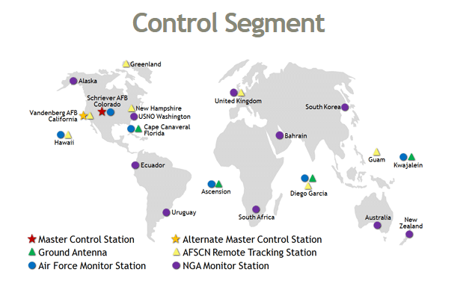 Control Segment
Greenland
Alaska
Schriever AFB
Colorado
Vandenberg AFB
California
New Hampshire
USNO Washington
Cape Canaveral
Florida
Hawaii
United Kingdom
South Korea
Bahrain
Guam
Kwajalein
Ecuador
Ascension
Diego Garcia
Uruguay
South Africa
Australia
New
Zealand
Master Control Station
Alternate Master Control Station
Ground Antenna
AFSCN Remote Tracking Station
Air Force Monitor Station
NGA Monitor Station